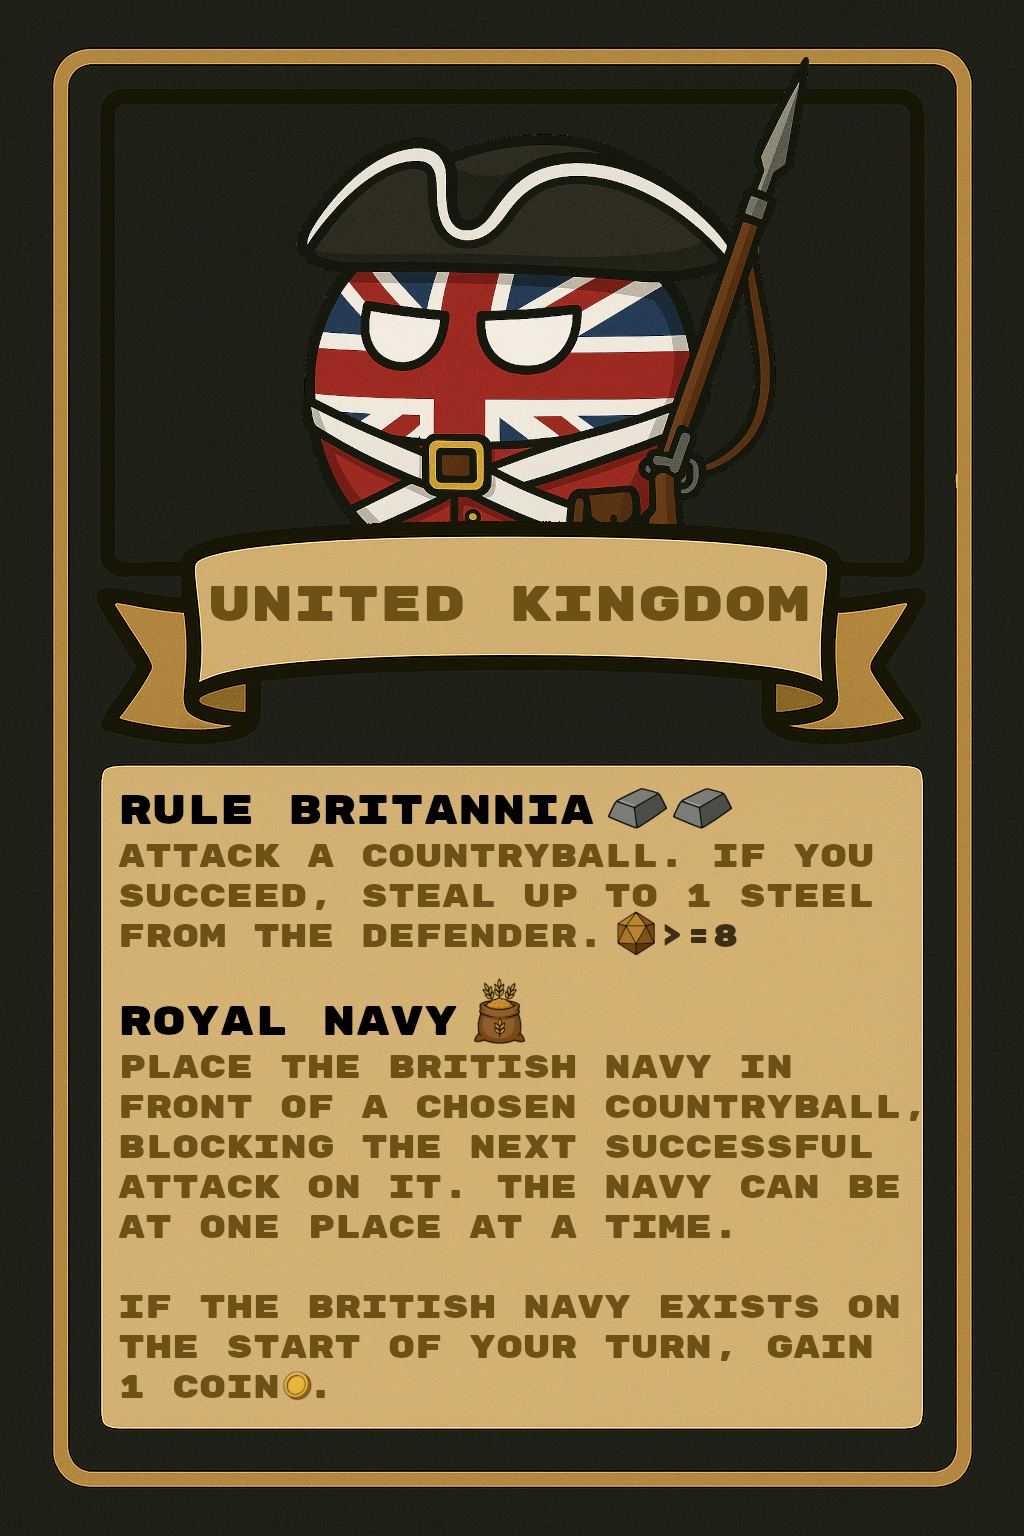 UNITED KINGDOM
RULE BRITANNIA
ATTACK A COUNTRYBALL. IF YOU
SUCCEED, STEAL UP TO 1 STEEL
FROM THE DEFENDER. >=8
ROYAL NAVY
PLACE THE BRITISH NAVY IN
FRONT OF A CHOSEN COUNTRYBALL,
BLOCKING THE NEXT SUCCESSFUL
ATTACK ON IT. THE NAVY CAN BE
AT ONE PLACE AT A TIME.
IF THE BRITISH NAVY EXISTS ON
THE START OF YOUR TURN, GAIN
1 COIN.